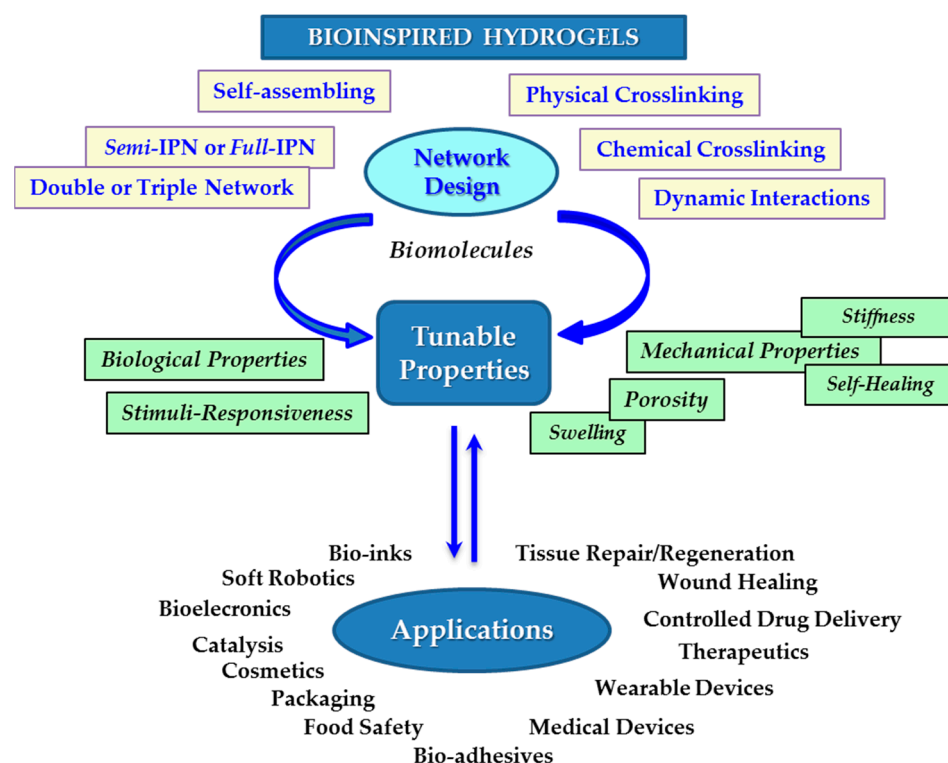 BIOINSPIRED HYDROGELS
Self-assembling
Physical Crosslinking
Semi-IPN or Full-IPN
Network
Design
Chemical Crosslinking
Double or Triple Network
Dynamic Interactions
Biomolecules
Tunable
Properties
Stiffness
Biological Properties
Mechanical Properties
Self-Healing
Stimuli-Responsiveness
Porosity
Swelling
Bio-inks
Tissue Repair/Regeneration
Soft Robotics
Wound Healing
Bioelecronics
Controlled Drug Delivery
Applications
Catalysis
Therapeutics
Cosmetics
Wearable Devices
Packaging
Food Safety
Medical Devices
Bio-adhesives